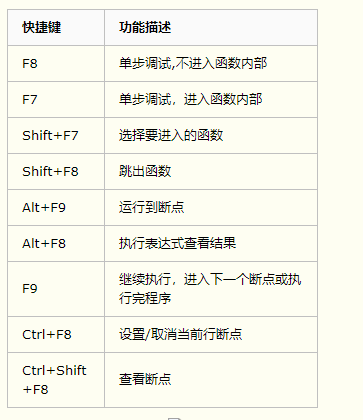 快捷键 功能描述
F8 单步调试,不进入函数内部
F7 单步调试，进入函数内部
Shift+F7 选择要进入的函数
Shift+F8 跳出函数
Alt+F9 运行到断点
Alt+F8 执行表达式查看结果
F9 继续执行，进入下一个断点或执
行完程序
Ctrl+F8 设置/取消当前行断点
Ctrl+Shift
+F8 查看断点